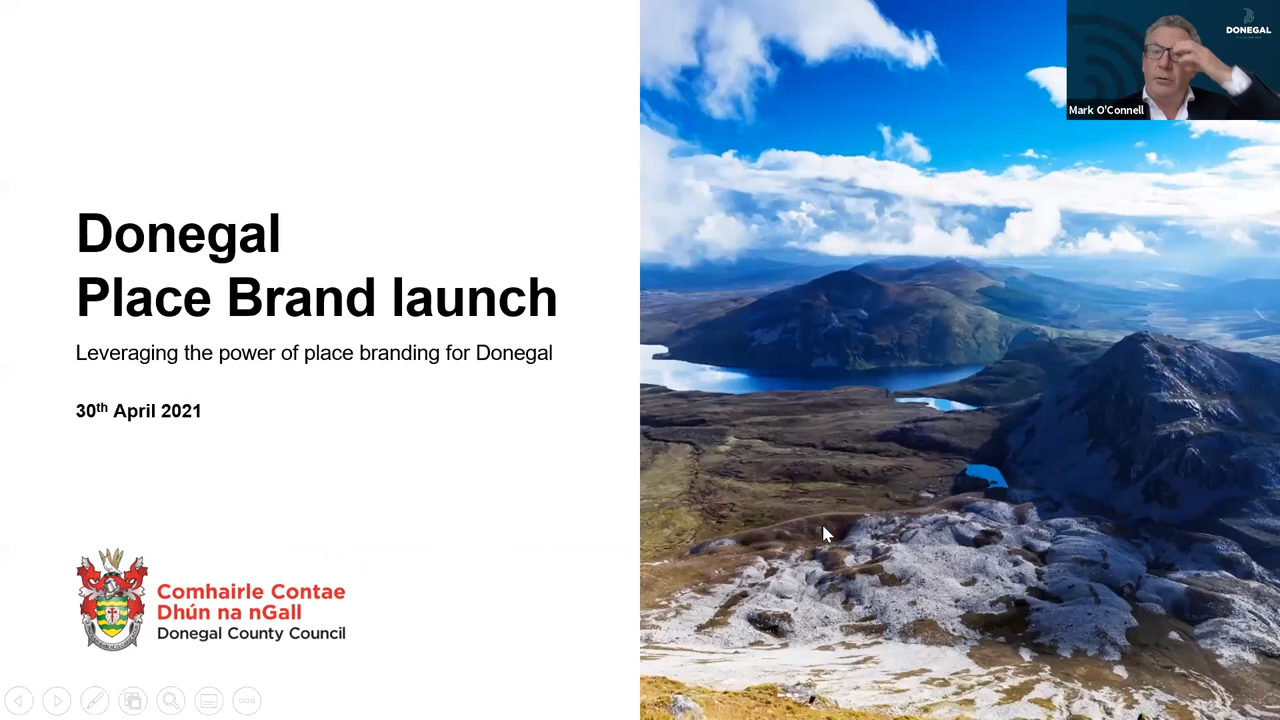 Donegal
Place Brand launch
Leveraging the power of place branding for Donegal
30th April 2021
Comhairle Contae
Dhún na nGall
Donegal County Council
DONEGAL
Mark O'Connell